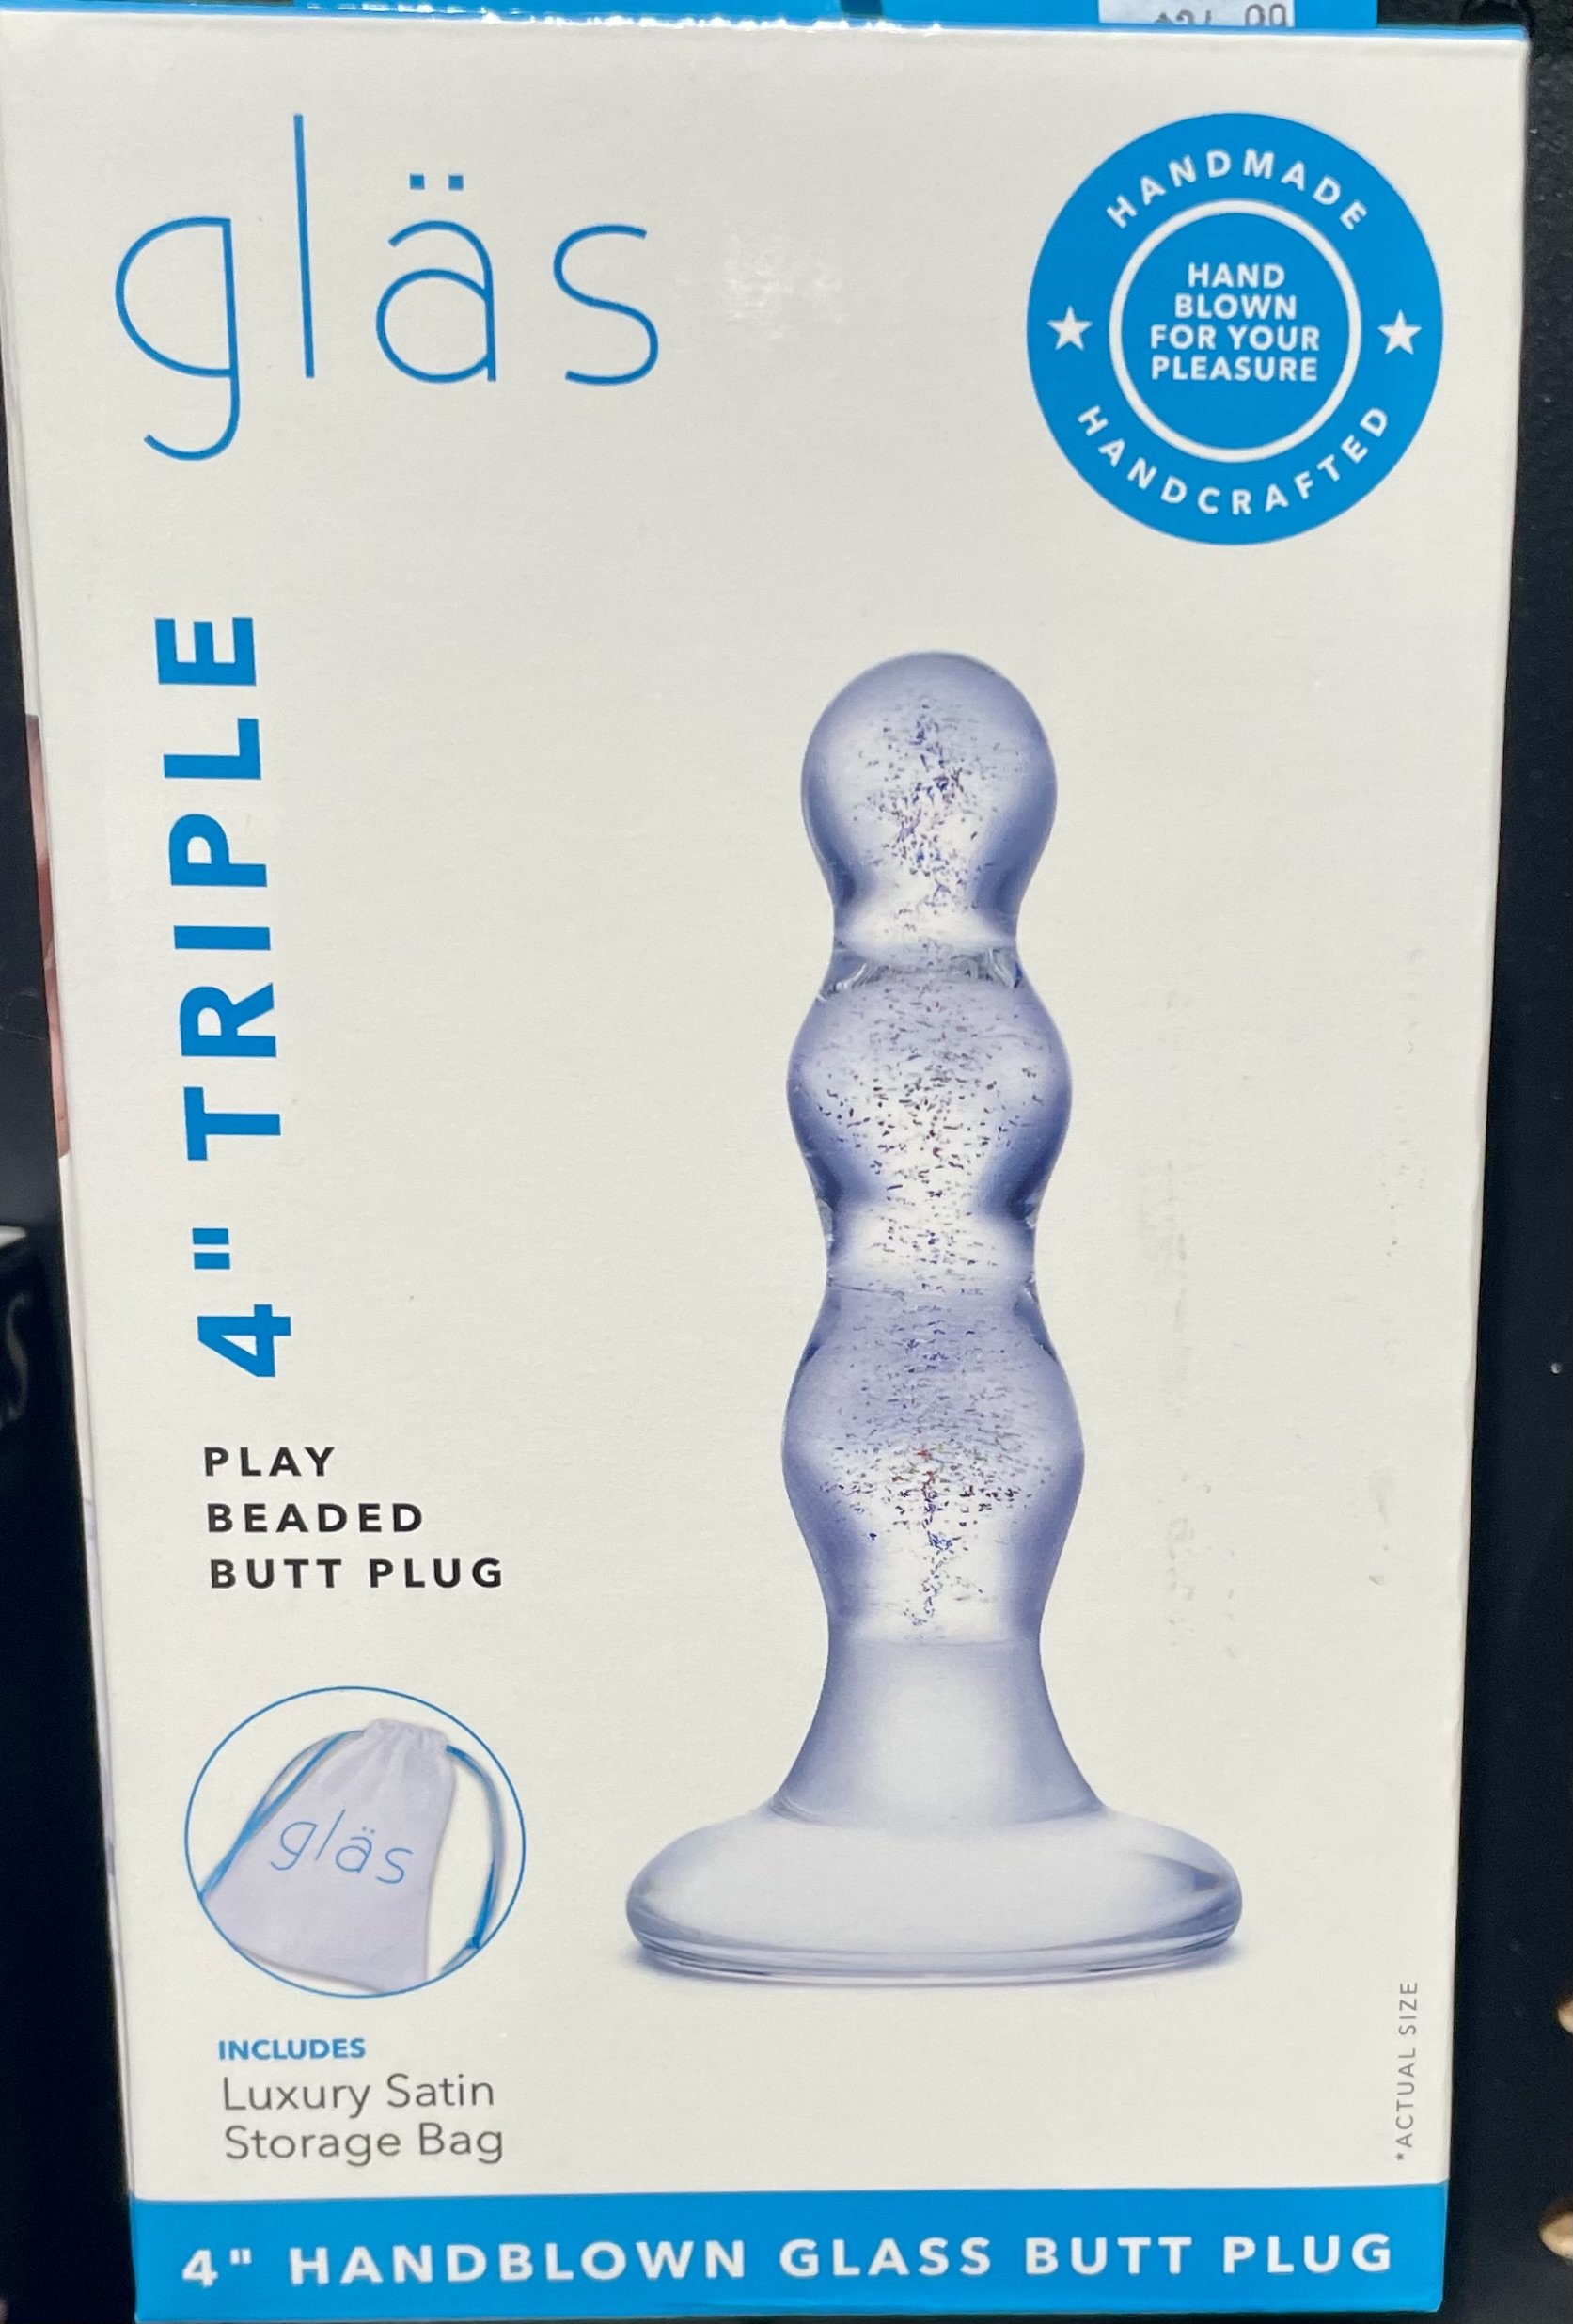 gläs
HANDMADE
HAND
BLOWN
FOR YOUR
PLEASURE
HANDCRAFTED
4" TRIPLE
PLAY
BEADED
BUTT PLUG
gläs
INCLUDES
Luxury Satin
Storage Bag
*ACTUAL SIZE
4" HANDBLOWN GLASS BUTT PLUG